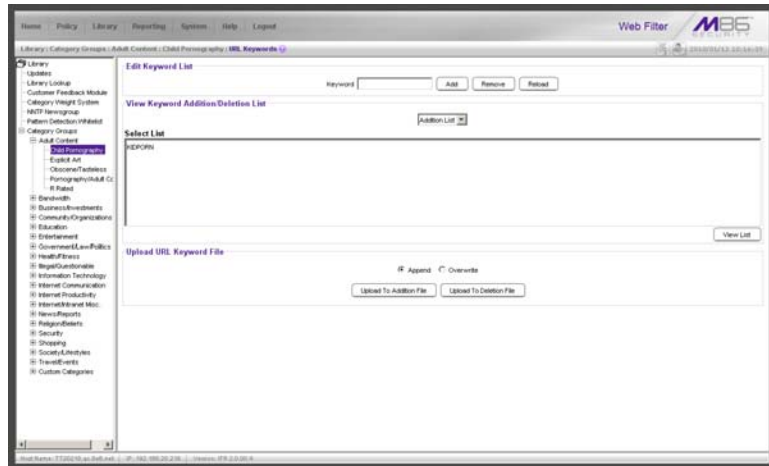 Home Policy Library Reporting System Help Logout
Web Filter
M86
SECURITY
Library : Category Groups : Adult Content : Child Pornography : URL Keywords
Library
Updates
Library Lookup
Customer Feedback Module
Category Weight System
NNTP Newsgroup
Pattern Detection Whitelist
Category Groups
Adult Content
Child Pornography
Explicit Art
Obscene/Tasteless
Pornography/Adult Co
R Rated
Bandwidth
Business/Investments
Community/Organizations
Education
Entertainment
Government/Law/Politics
Health/Fitness
Illegal/Questionable
Information Technology
Internet Communication
Internet Productivity
Internet/Intranet Misc.
News/Reports
Religion/Beliefs
Security
Shopping
Society/Lifestyles
Travel/Events
Custom Categories
Edit Keyword List
Keyword Add Remove Reload
View Keyword Addition/Deletion List
Addition List
Select List
KIDPORN
View List
Upload URL Keyword File
Append Overwrite
Upload To Addition File Upload To Deletion File
Host Name: